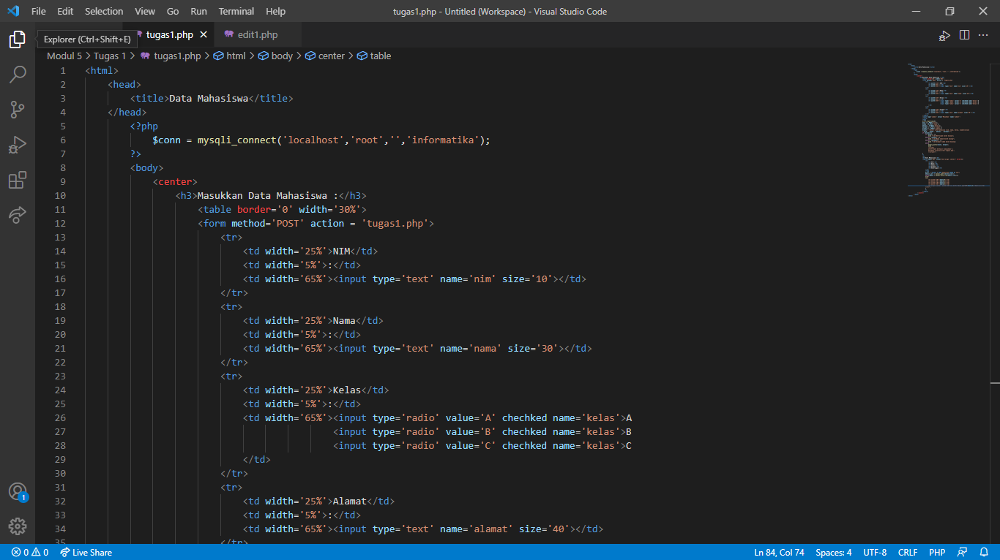 File Edit Selection View Go Run Terminal Help tugas1.php - Untitled (Workspace) - Visual Studio Code
Explorer (Ctrl+Shift+E) tugas1.php edit1.php
Modul 5 > Tugas 1 > tugas1.php > html > body > center > table
1 <html>
2 <head>
3 <title>Data Mahasiswa</title>
4 </head>
5 <?php
6 $conn = mysqli_connect('localhost','root','','informatika');
7 ?>
8 <body>
9 <center>
10 <h3>Masukkan Data Mahasiswa :</h3>
11 <table border='0' width='30%'>
12 <form method='POST' action = 'tugas1.php'>
13 <tr>
14 <td width='25%'>NIM</td>
15 <td width='5%'>:</td>
16 <td width='65%'><input type='text' name='nim' size='10'></td>
17 </tr>
18 <tr>
19 <td width='25%'>Nama</td>
20 <td width='5%'>:</td>
21 <td width='65%'><input type='text' name='nama' size='30'></td>
22 </tr>
23 <tr>
24 <td width='25%'>Kelas</td>
25 <td width='5%'>:</td>
26 <td width='65%'><input type='radio' value='A' chechked name='kelas'>A
27 <input type='radio' value='B' chechked name='kelas'>B
28 <input type='radio' value='C' chechked name='kelas'>C
29 </td>
30 </tr>
31 <tr>
32 <td width='25%'>Alamat</td>
33 <td width='5%'>:</td>
34 <td width='65%'><input type='text' name='alamat' size='40'></td>
35 </tr>
1
0 0 Live Share Ln 84, Col 74 Spaces: 4 UTF-8 CRLF PHP